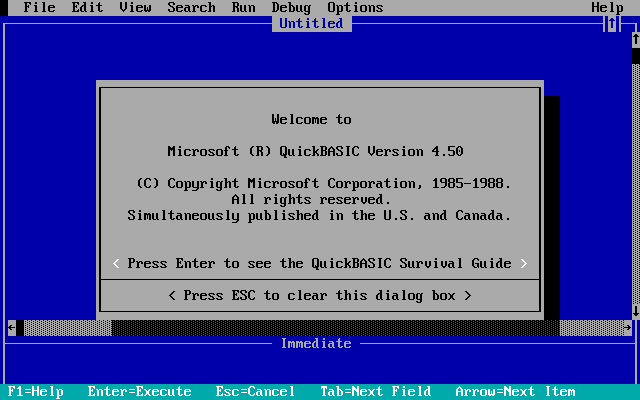 File Edit View Search Run Debug Options Help
Untitled
Welcome to
Microsoft (R) QuickBASIC Version 4.50
(C) Copyright Microsoft Corporation, 1985-1988.
All rights reserved.
Simultaneously published in the U.S. and Canada.
< Press Enter to see the QuickBASIC Survival Guide >
< Press ESC to clear this dialog box >
Immediate
F1=Help Enter=Execute Esc=Cancel Tab=Next Field Arrow=Next Item